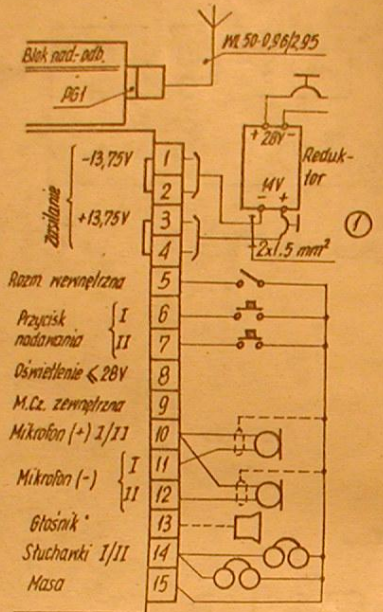 Blok nad.-odb.
WL 50-0,96/2,95
PG1
+ 28V -
Reduk-
tor
14V
- +
1
2x1.5 mm²
Zasilanie
-13,75V
1
2
+13,75V
3
4
Rozm. wewnętrzna 5
Przycisk
nadawania
I 6
II 7
Oświetlenie ≤28V 8
M.Cz. zewnętrzna 9
Mikrofon (+) I/II 10
Mikrofon (-)
I 11
II 12
Głośnik 13
Słuchawki I/II 14
Masa 15